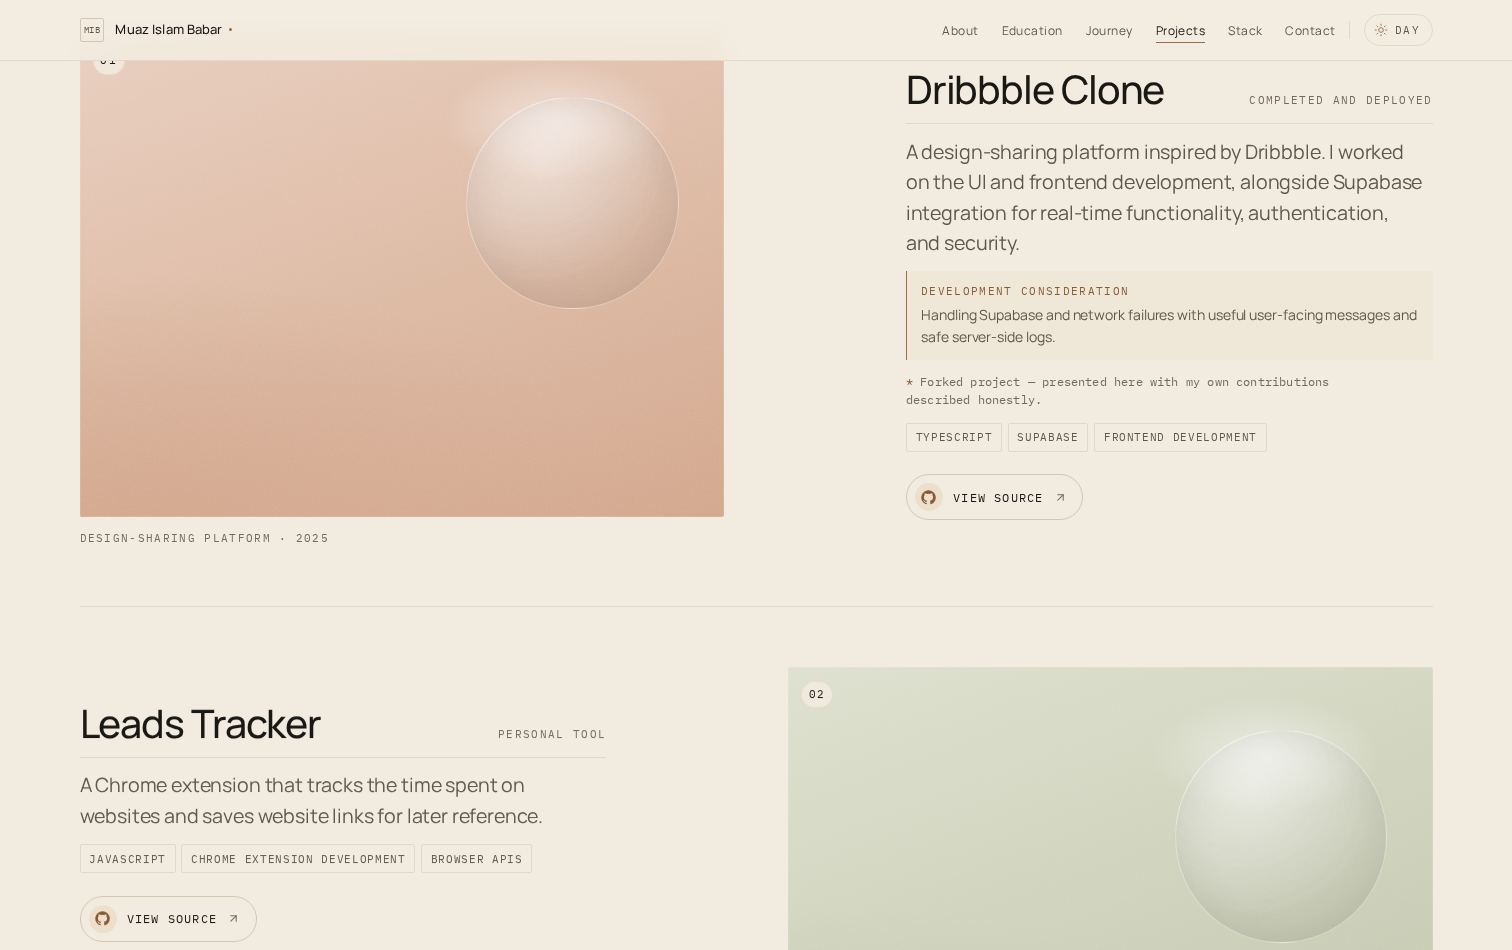 MIB
Muaz Islam Babar
About
Education
Journey
Projects
Stack
Contact
DAY
01
Dribbble Clone
COMPLETED AND DEPLOYED
A design-sharing platform inspired by Dribbble. I worked
on the UI and frontend development, alongside Supabase
integration for real-time functionality, authentication,
and security.
DEVELOPMENT CONSIDERATION
Handling Supabase and network failures with useful user-facing messages and
safe server-side logs.
* Forked project — presented here with my own contributions
described honestly.
TYPESCRIPT
SUPABASE
FRONTEND DEVELOPMENT
VIEW SOURCE
DESIGN-SHARING PLATFORM · 2025
Leads Tracker
PERSONAL TOOL
A Chrome extension that tracks the time spent on
websites and saves website links for later reference.
JAVASCRIPT
CHROME EXTENSION DEVELOPMENT
BROWSER APIS
VIEW SOURCE
02